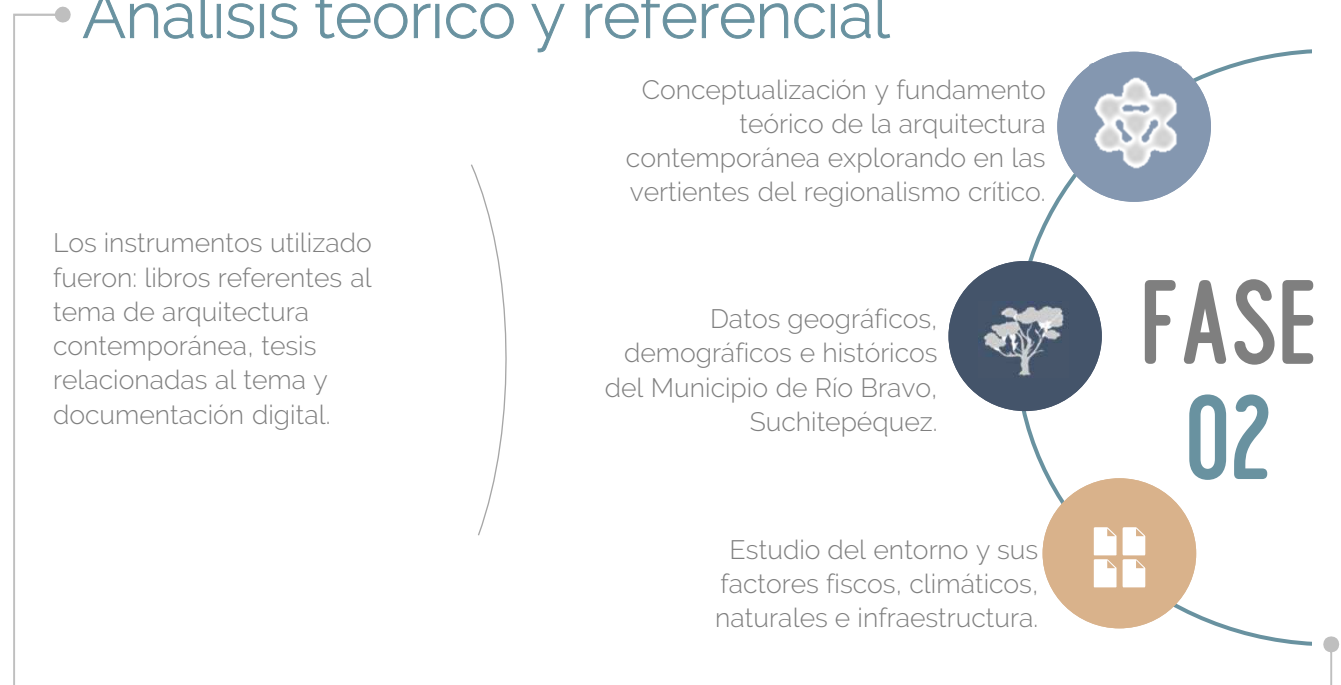 Análisis teórico y referencial
Conceptualización y fundamento
teórico de la arquitectura
contemporánea explorando en las
vertientes del regionalismo crítico.
Los instrumentos utilizado
fueron: libros referentes al
tema de arquitectura
contemporánea, tesis
relacionadas al tema y
documentación digital.
Datos geográficos,
demográficos e históricos
del Municipio de Río Bravo,
Suchitepéquez.
FASE
02
Estudio del entorno y sus
factores fiscos, climáticos,
naturales e infraestructura.